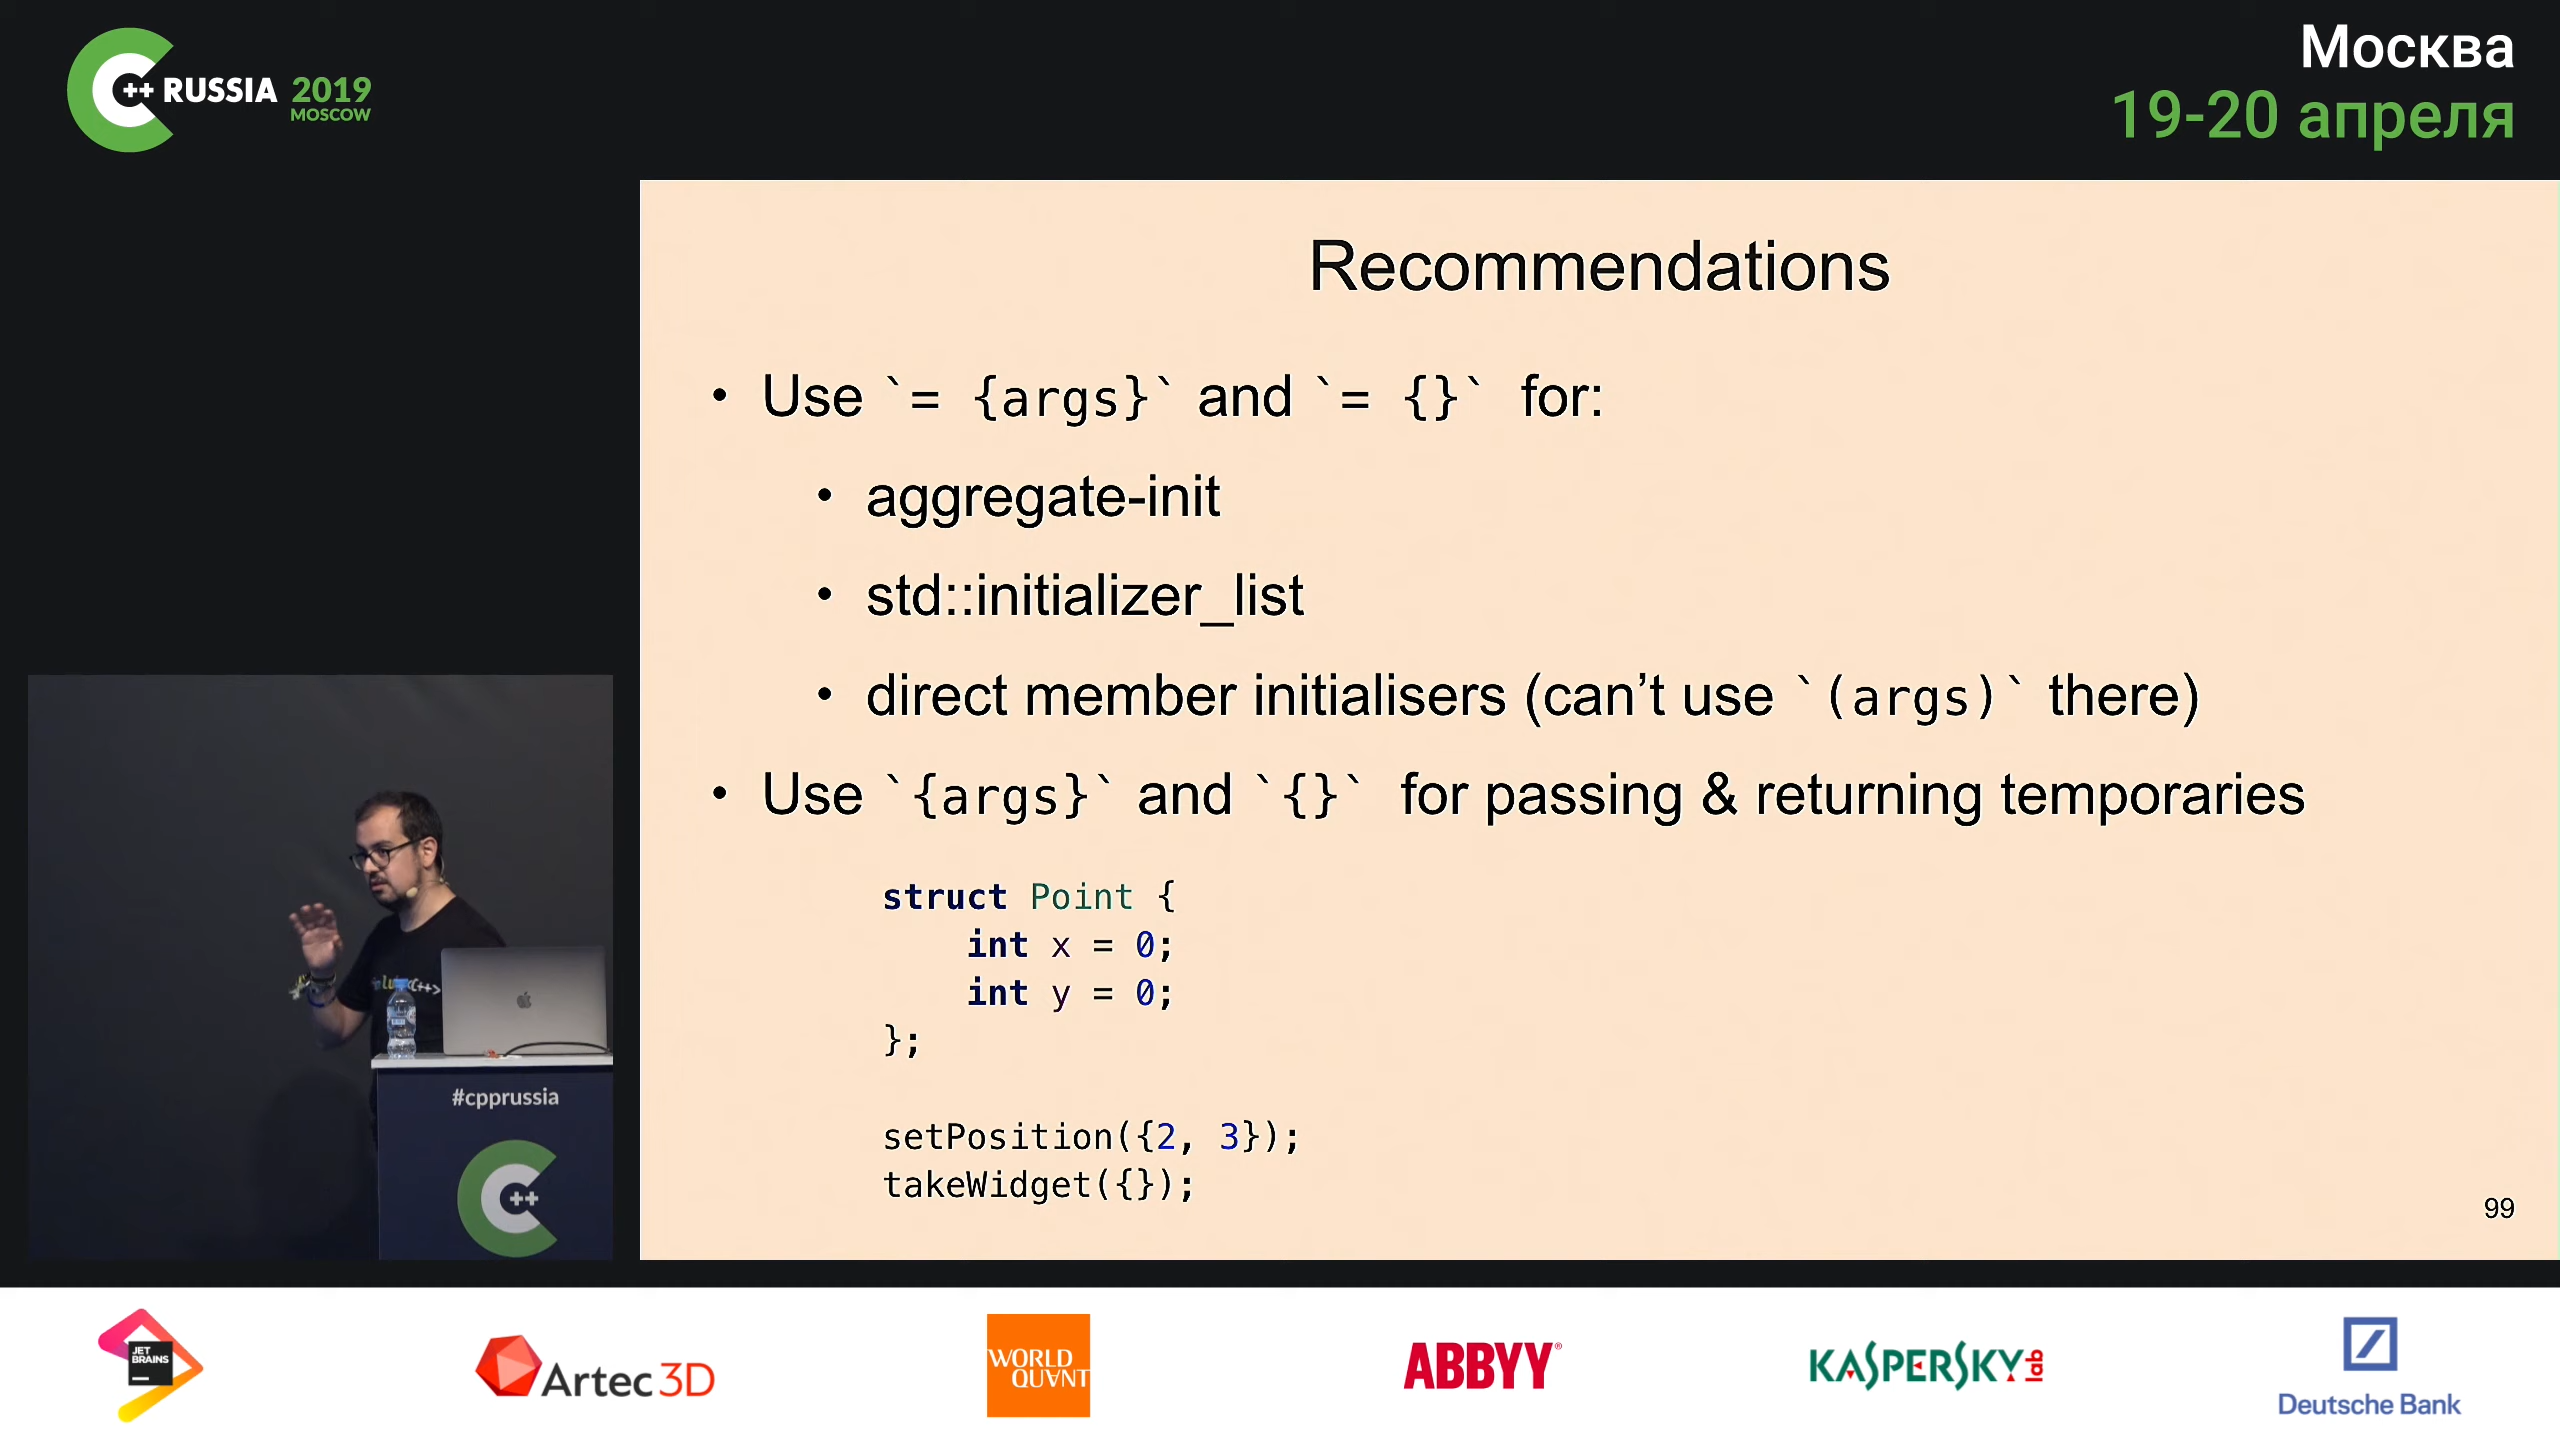 C++ RUSSIA 2019
MOSCOW
Москва
19-20 апреля
Recommendations
• Use `= {args}` and `= {}` for:
• aggregate-init
• std::initializer_list
• direct member initialisers (can’t use `(args)` there)
• Use `{args}` and `{}` for passing & returning temporaries
struct Point {
    int x = 0;
    int y = 0;
};
setPosition({2, 3});
takeWidget({});
99
#cpprussia
C++
JET
BRAINS
Artec 3D
WORLD
QUANT
ABBYY®
KASPERSKY lab
Deutsche Bank